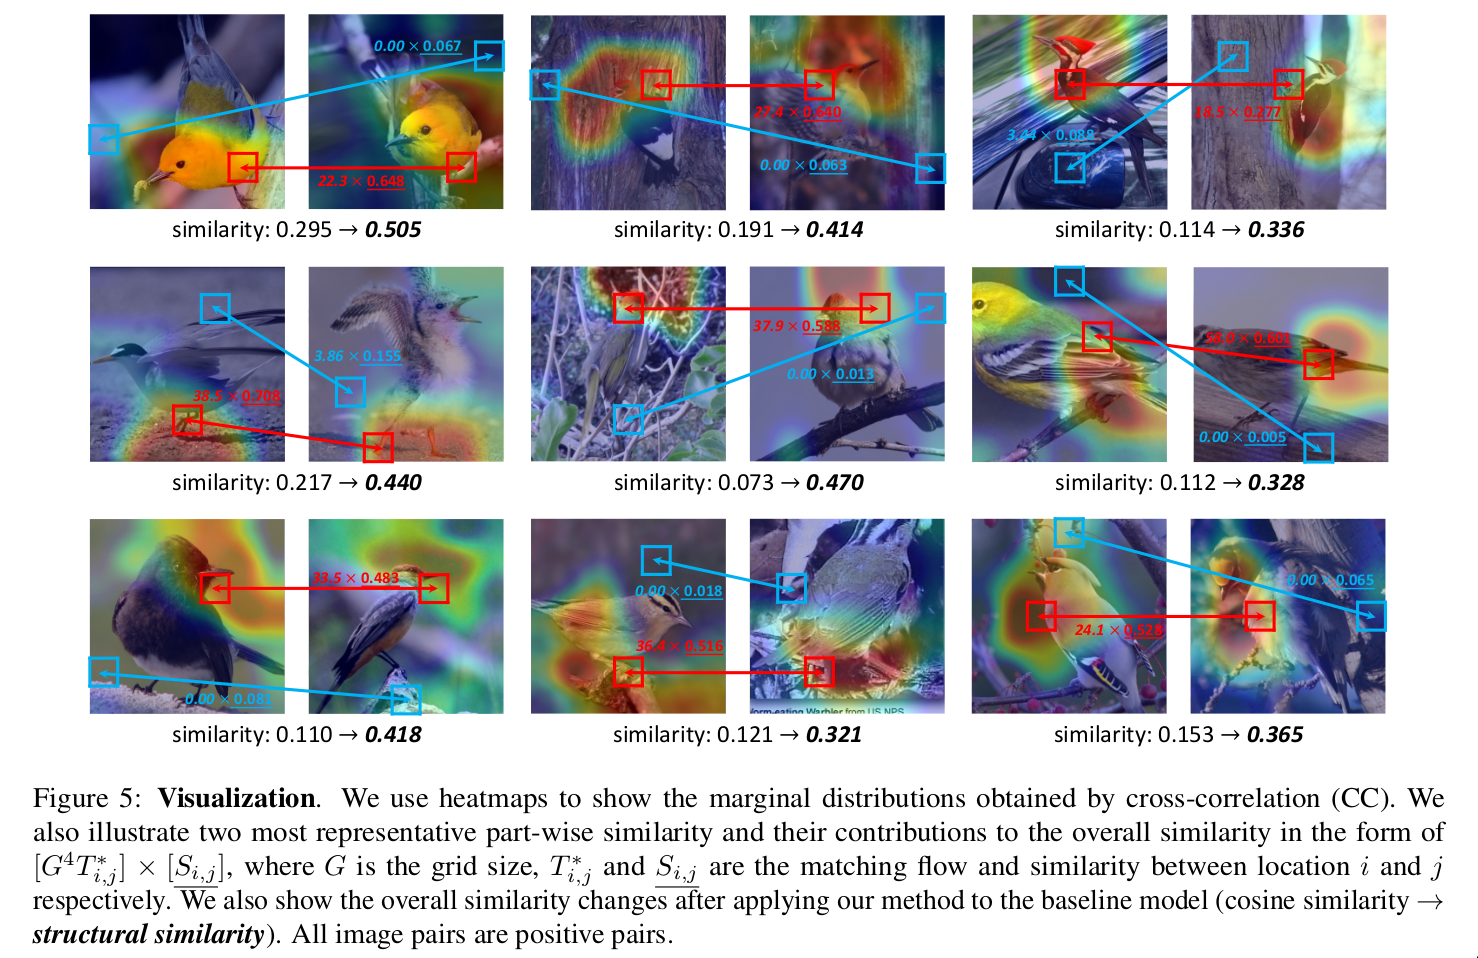 0.00 × 0.067
22.3 × 0.648
similarity: 0.295 → 0.505
27.4 × 0.640
0.00 × 0.063
similarity: 0.191 → 0.414
3.44 × 0.088
18.5 × 0.277
similarity: 0.114 → 0.336
3.86 × 0.155
38.5 × 0.708
similarity: 0.217 → 0.440
37.9 × 0.588
0.00 × 0.013
similarity: 0.073 → 0.470
× 0.00 × 0.005
similarity: 0.112 → 0.328
33.5 × 0.483
0.00 × 0.081
similarity: 0.110 → 0.418
0.00 × 0.018
36.4 × 0.516
orm-eating Warbler from US NPS
similarity: 0.121 → 0.321
0.00 × 0.065
24.1 × 0.528
similarity: 0.153 → 0.365
Figure 5: Visualization. We use heatmaps to show the marginal distributions obtained by cross-correlation (CC). We
also illustrate two most representative part-wise similarity and their contributions to the overall similarity in the form of
[G⁴T*ᵢ,ⱼ] × [Sᵢ,ⱼ], where G is the grid size, T*ᵢ,ⱼ and Sᵢ,ⱼ are the matching flow and similarity between location i and j
respectively. We also show the overall similarity changes after applying our method to the baseline model (cosine similarity →
structural similarity). All image pairs are positive pairs.